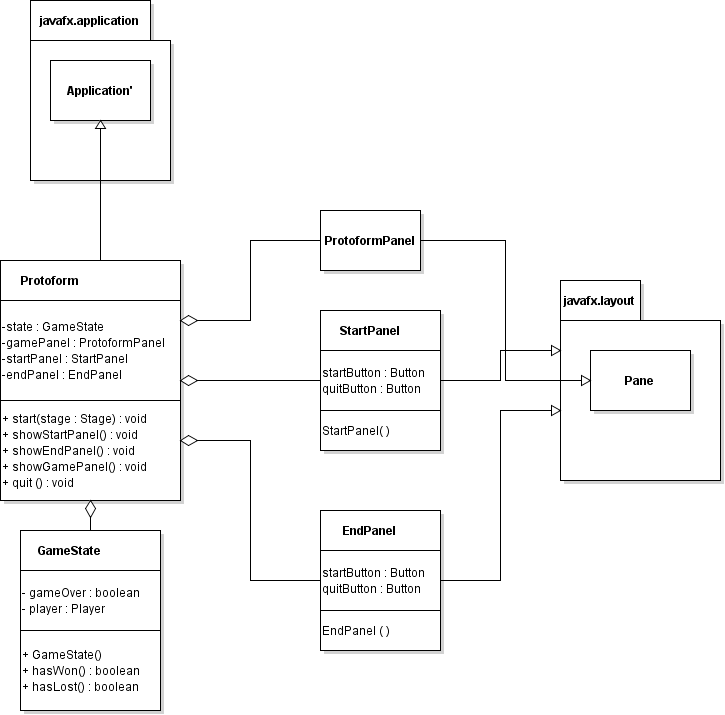 javafx.application
Application'
Protoform
-state : GameState
-gamePanel : ProtoformPanel
-startPanel : StartPanel
-endPanel : EndPanel
+ start(stage : Stage) : void
+ showStartPanel() : void
+ showEndPanel() : void
+ showGamePanel() : void
+ quit () : void
GameState
- gameOver : boolean
- player : Player
+ GameState()
+ hasWon() : boolean
+ hasLost() : boolean
ProtoformPanel
StartPanel
startButton : Button
quitButton : Button
StartPanel( )
EndPanel
startButton : Button
quitButton : Button
EndPanel ( )
javafx.layout
Pane